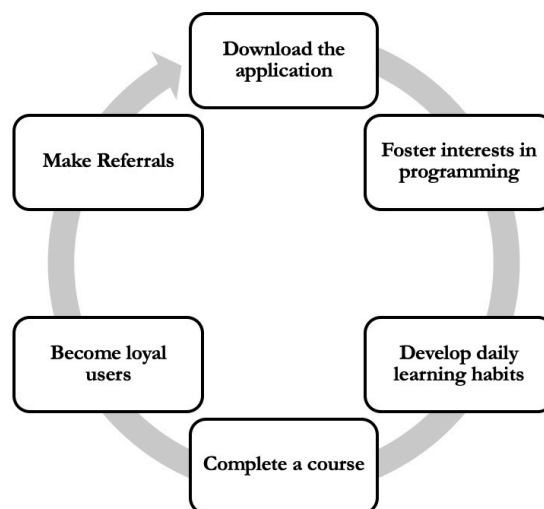 Download the
application
Foster interests in
programming
Develop daily
learning habits
Complete a course
Become loyal
users
Make Referrals